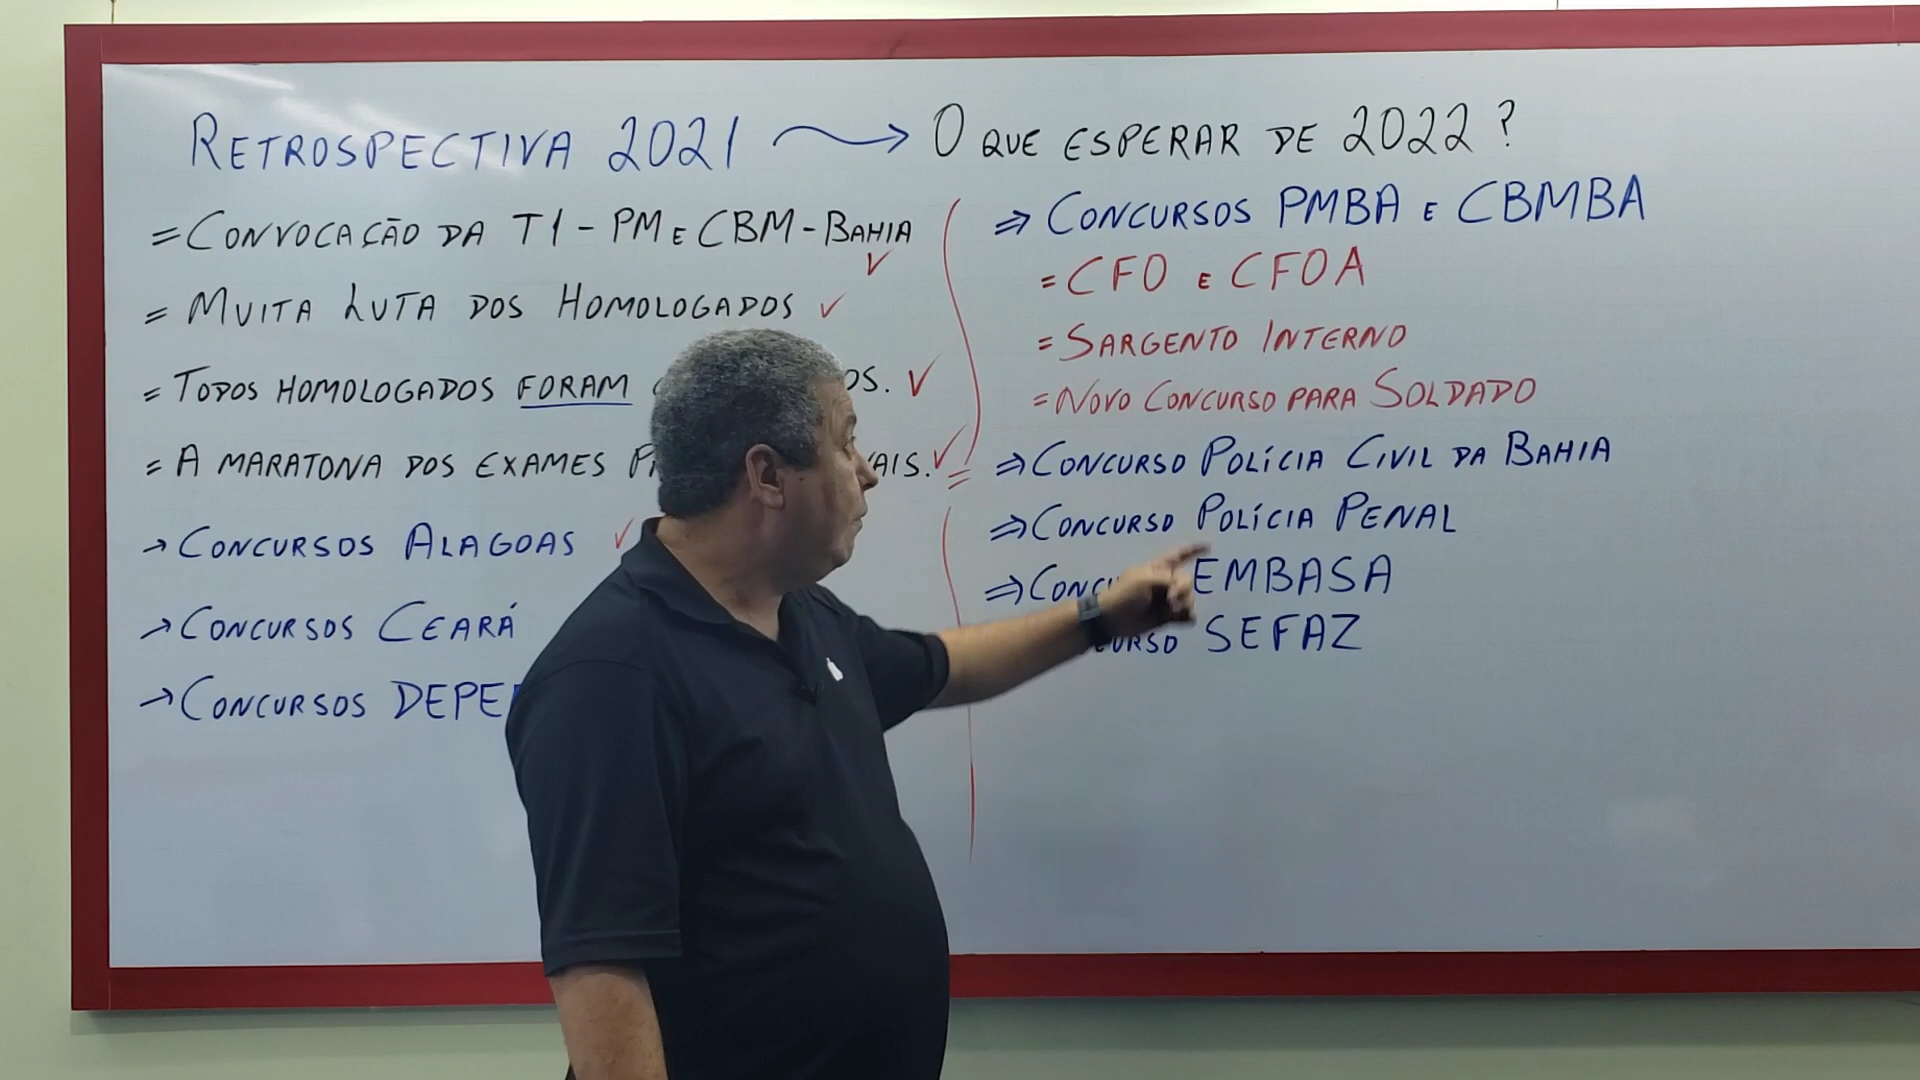 RETROSPECTIVA 2021 → O QUE ESPERAR DE 2022?
= CONVOCAÇÃO DA T1 - PM E CBM - BAHIA ✓
= MUITA LUTA DOS HOMOLOGADOS ✓
= TODOS HOMOLOGADOS FORAM ✓
= A MARATONA DOS EXAMES ✓
→ CONCURSOS ALAGOAS ✓
→ CONCURSOS CEARÁ
→ CONCURSOS
⇒ CONCURSOS PMBA E CBMBA
= CFO E CFOA
= SARGENTO INTERNO
= NOVO CONCURSO PARA SOLDADO
⇒ CONCURSO POLÍCIA CIVIL DA BAHIA
⇒ CONCURSO POLÍCIA PENAL
⇒ EMBASA
SEFAZ